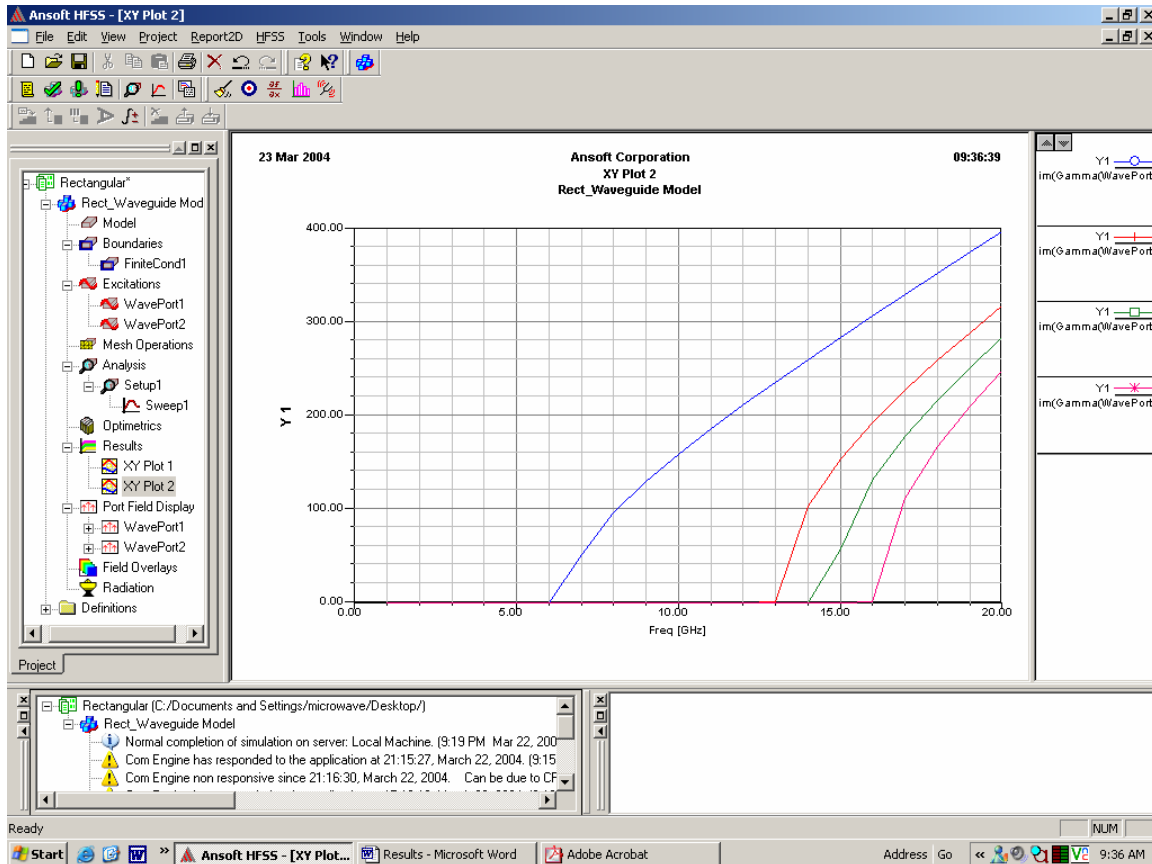 Ansoft HFSS - [XY Plot 2]
File Edit View Project Report2D HFSS Tools Window Help
Rectangular*
Rect_Waveguide Mod
Model
Boundaries
FiniteCond1
Excitations
WavePort1
WavePort2
Mesh Operations
Analysis
Setup1
Sweep1
Optimetrics
Results
XY Plot 1
XY Plot 2
Port Field Display
WavePort1
WavePort2
Field Overlays
Radiation
Definitions
Project
23 Mar 2004
Ansoft Corporation
09:36:39
XY Plot 2
Rect_Waveguide Model
400.00
300.00
200.00
100.00
0.00
Y1
0.00 5.00 10.00 15.00 20.00
Freq [GHz]
Y1
im(Gamma(WavePort
Y1
im(Gamma(WavePort
Y1
im(Gamma(WavePort
Y1
im(Gamma(WavePort
Rectangular (C:/Documents and Settings/microwave/Desktop/)
Rect_Waveguide Model
Normal completion of simulation on server: Local Machine. (9:19 PM Mar 22, 200
Com Engine has responded to the application at 21:15:27, March 22, 2004. (9:15
Com Engine non responsive since 21:16:30, March 22, 2004. Can be due to CF
Ready
NUM
Start » Ansoft HFSS - [XY Plot... Results - Microsoft Word Adobe Acrobat Address Go « 9:36 AM